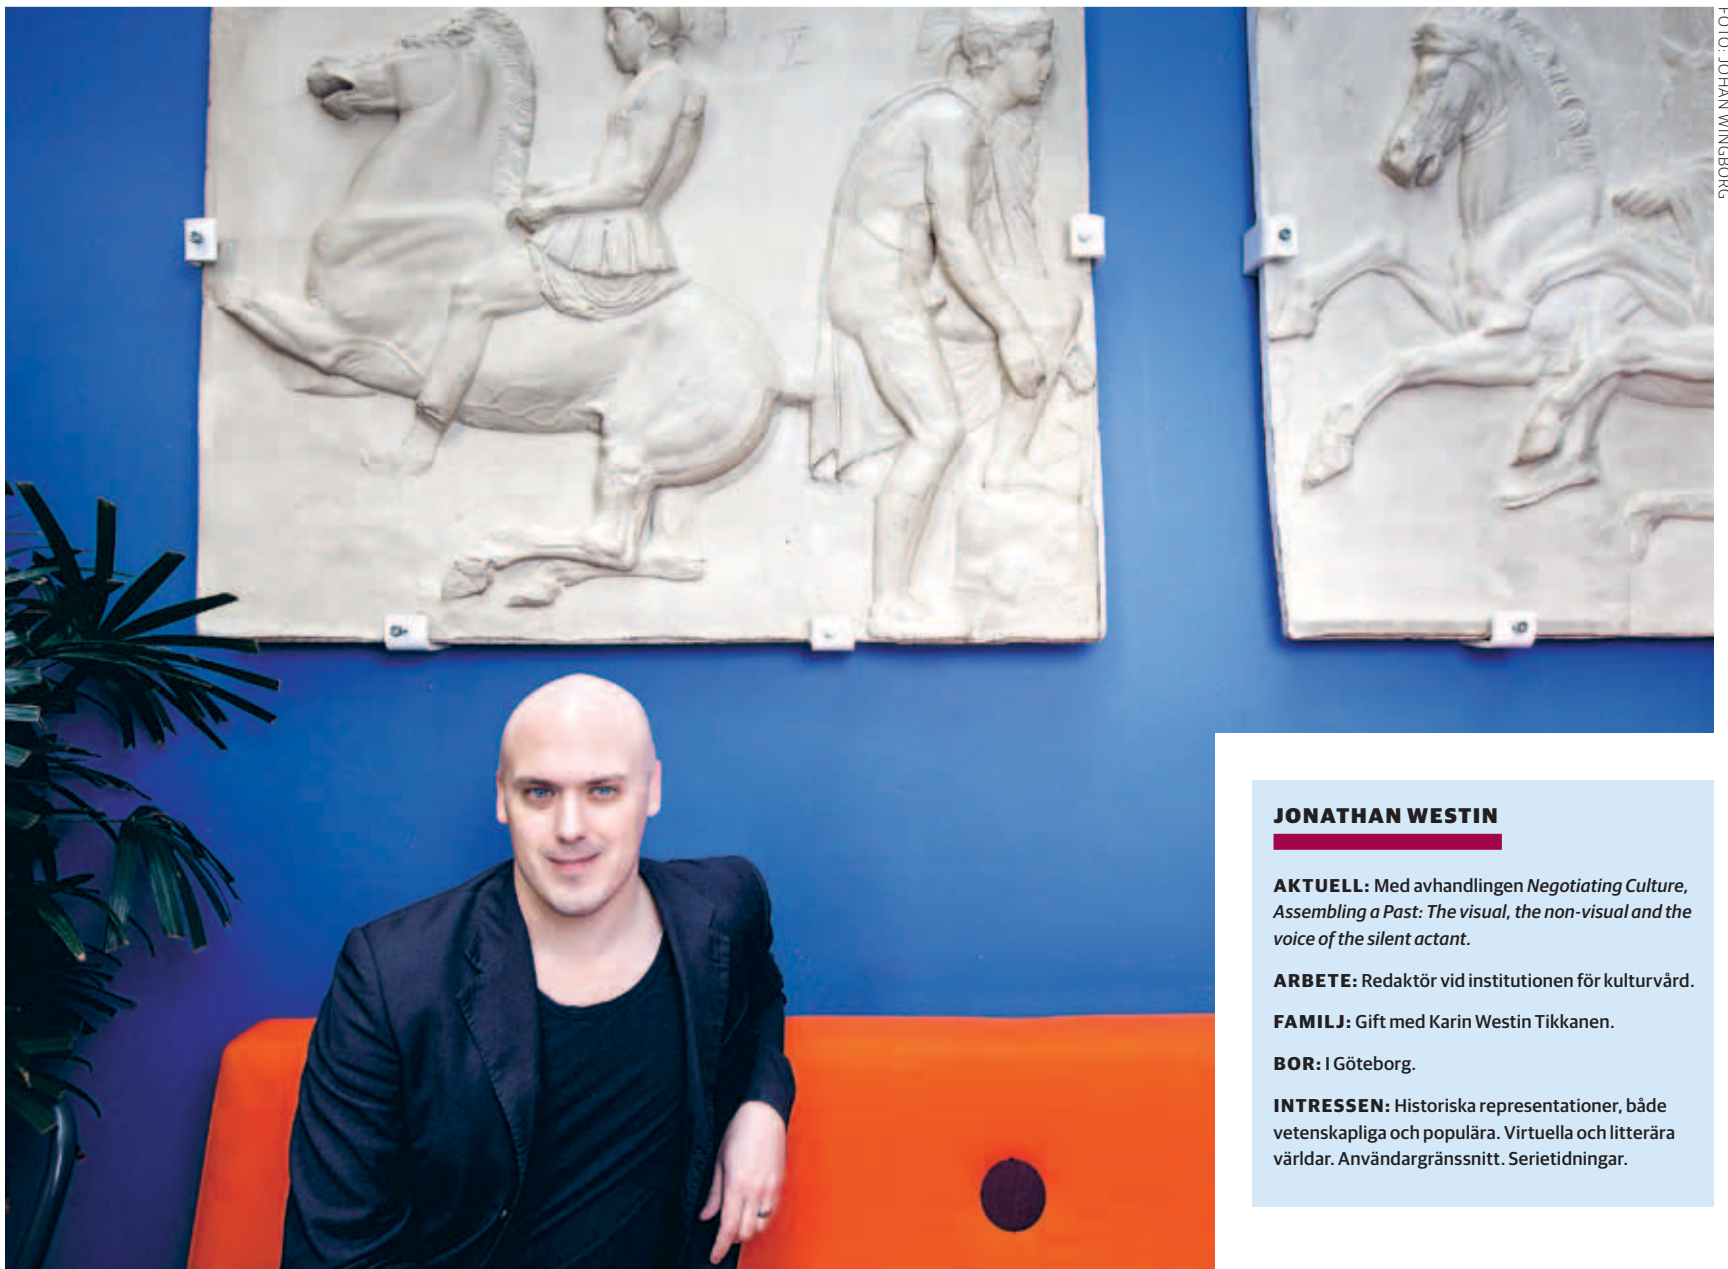 FOTO: JOHAN WINGBORG
JONATHAN WESTIN
AKTUELL: Med avhandlingen Negotiating Culture,
Assembling a Past: The visual, the non-visual and the
voice of the silent actant.
ARBETE: Redaktör vid institutionen för kulturvård.
FAMILJ: Gift med Karin Westin Tikkanen.
BOR: I Göteborg.
INTRESSEN: Historiska representationer, både
vetenskapliga och populära. Virtuella och litterära
världar. Användargränssnitt. Serietidningar.